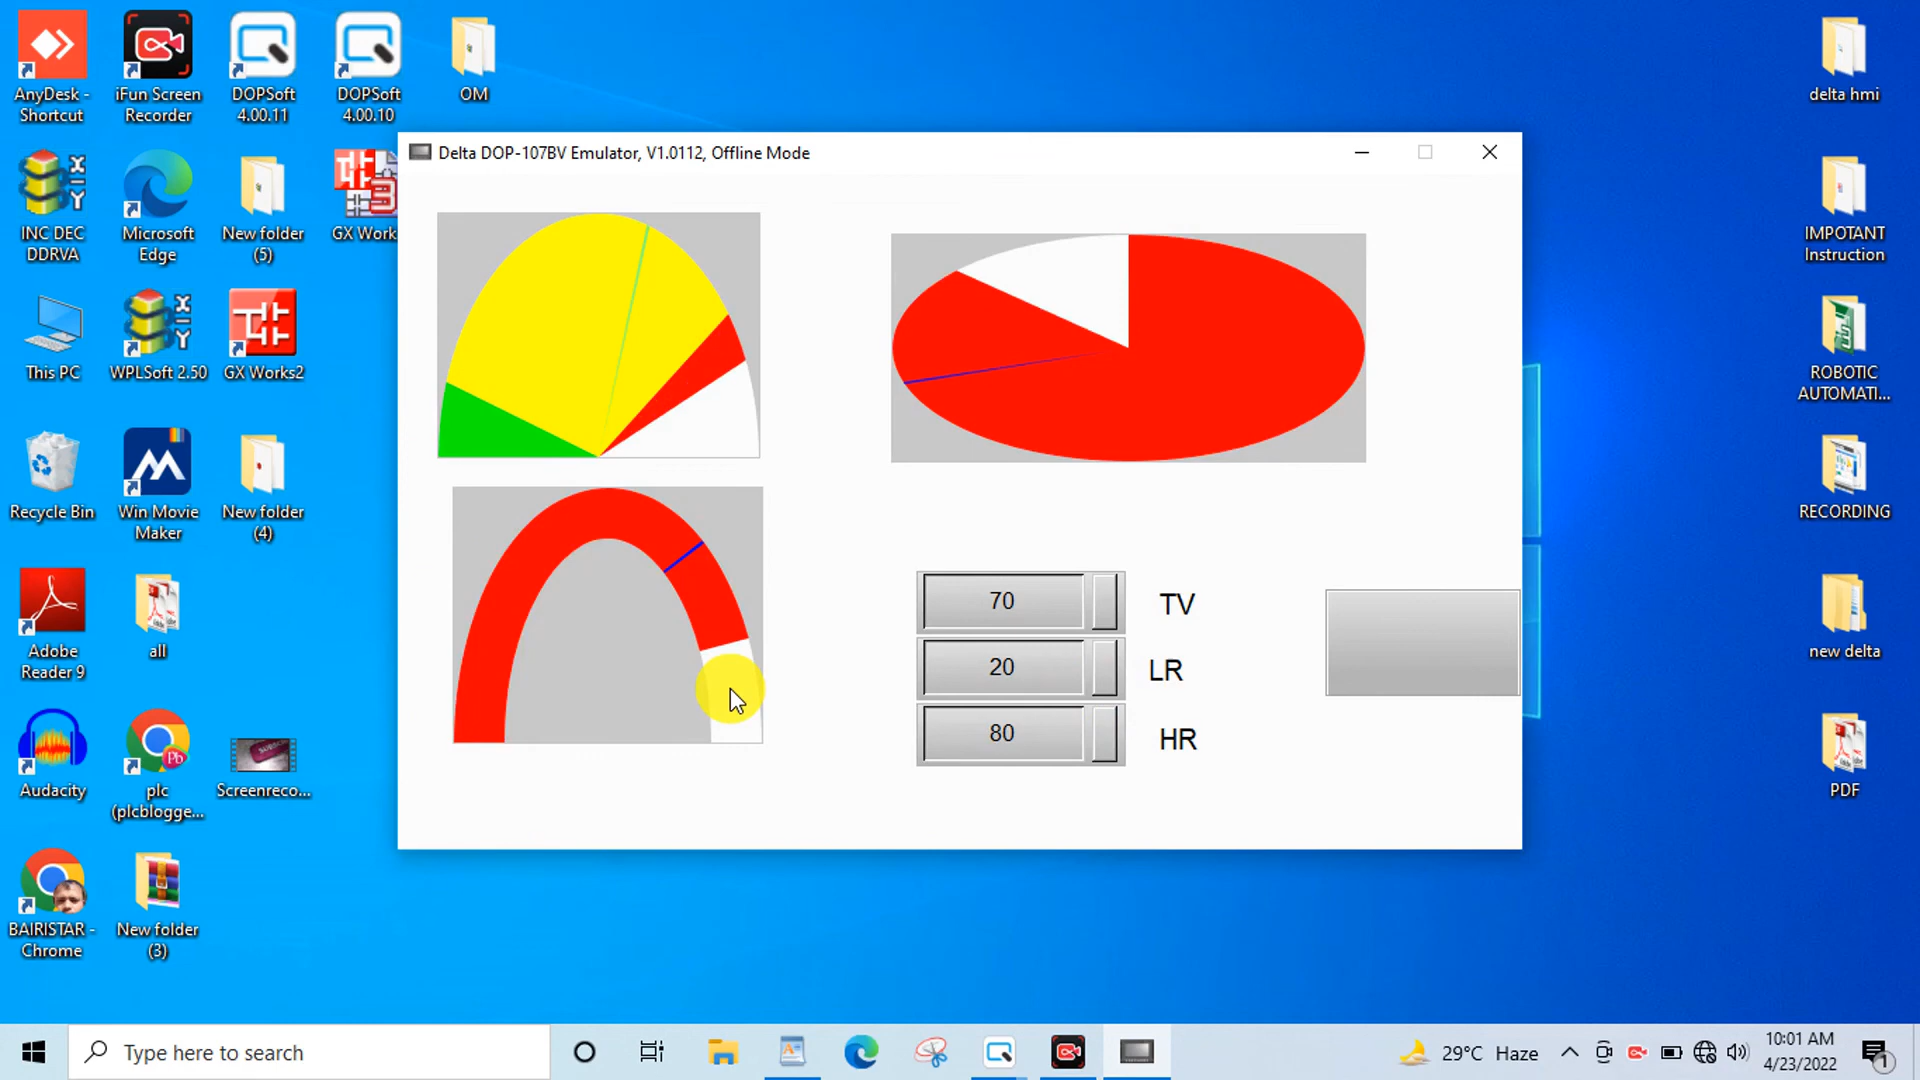 AnyDesk -
Shortcut
iFun Screen
Recorder
DOPSoft
4.00.11
DOPSoft
4.00.10
OM
delta hmi
INC DEC
DDRVA
Microsoft
Edge
New folder
(5)
GX Work
IMPOTANT
Instruction
This PC
WPLSoft 2.50
GX Works2
ROBOTIC
AUTOMATI...
Recycle Bin
Win Movie
Maker
New folder
(4)
RECORDING
Adobe
Reader 9
all
new delta
Audacity
plc
(plcblogge...
Screenreco...
PDF
BAIRISTAR -
Chrome
New folder
(3)
Delta DOP-107BV Emulator, V1.0112, Offline Mode
70 TV
20 LR
80 HR
Type here to search
29°C Haze
10:01 AM
4/23/2022
1